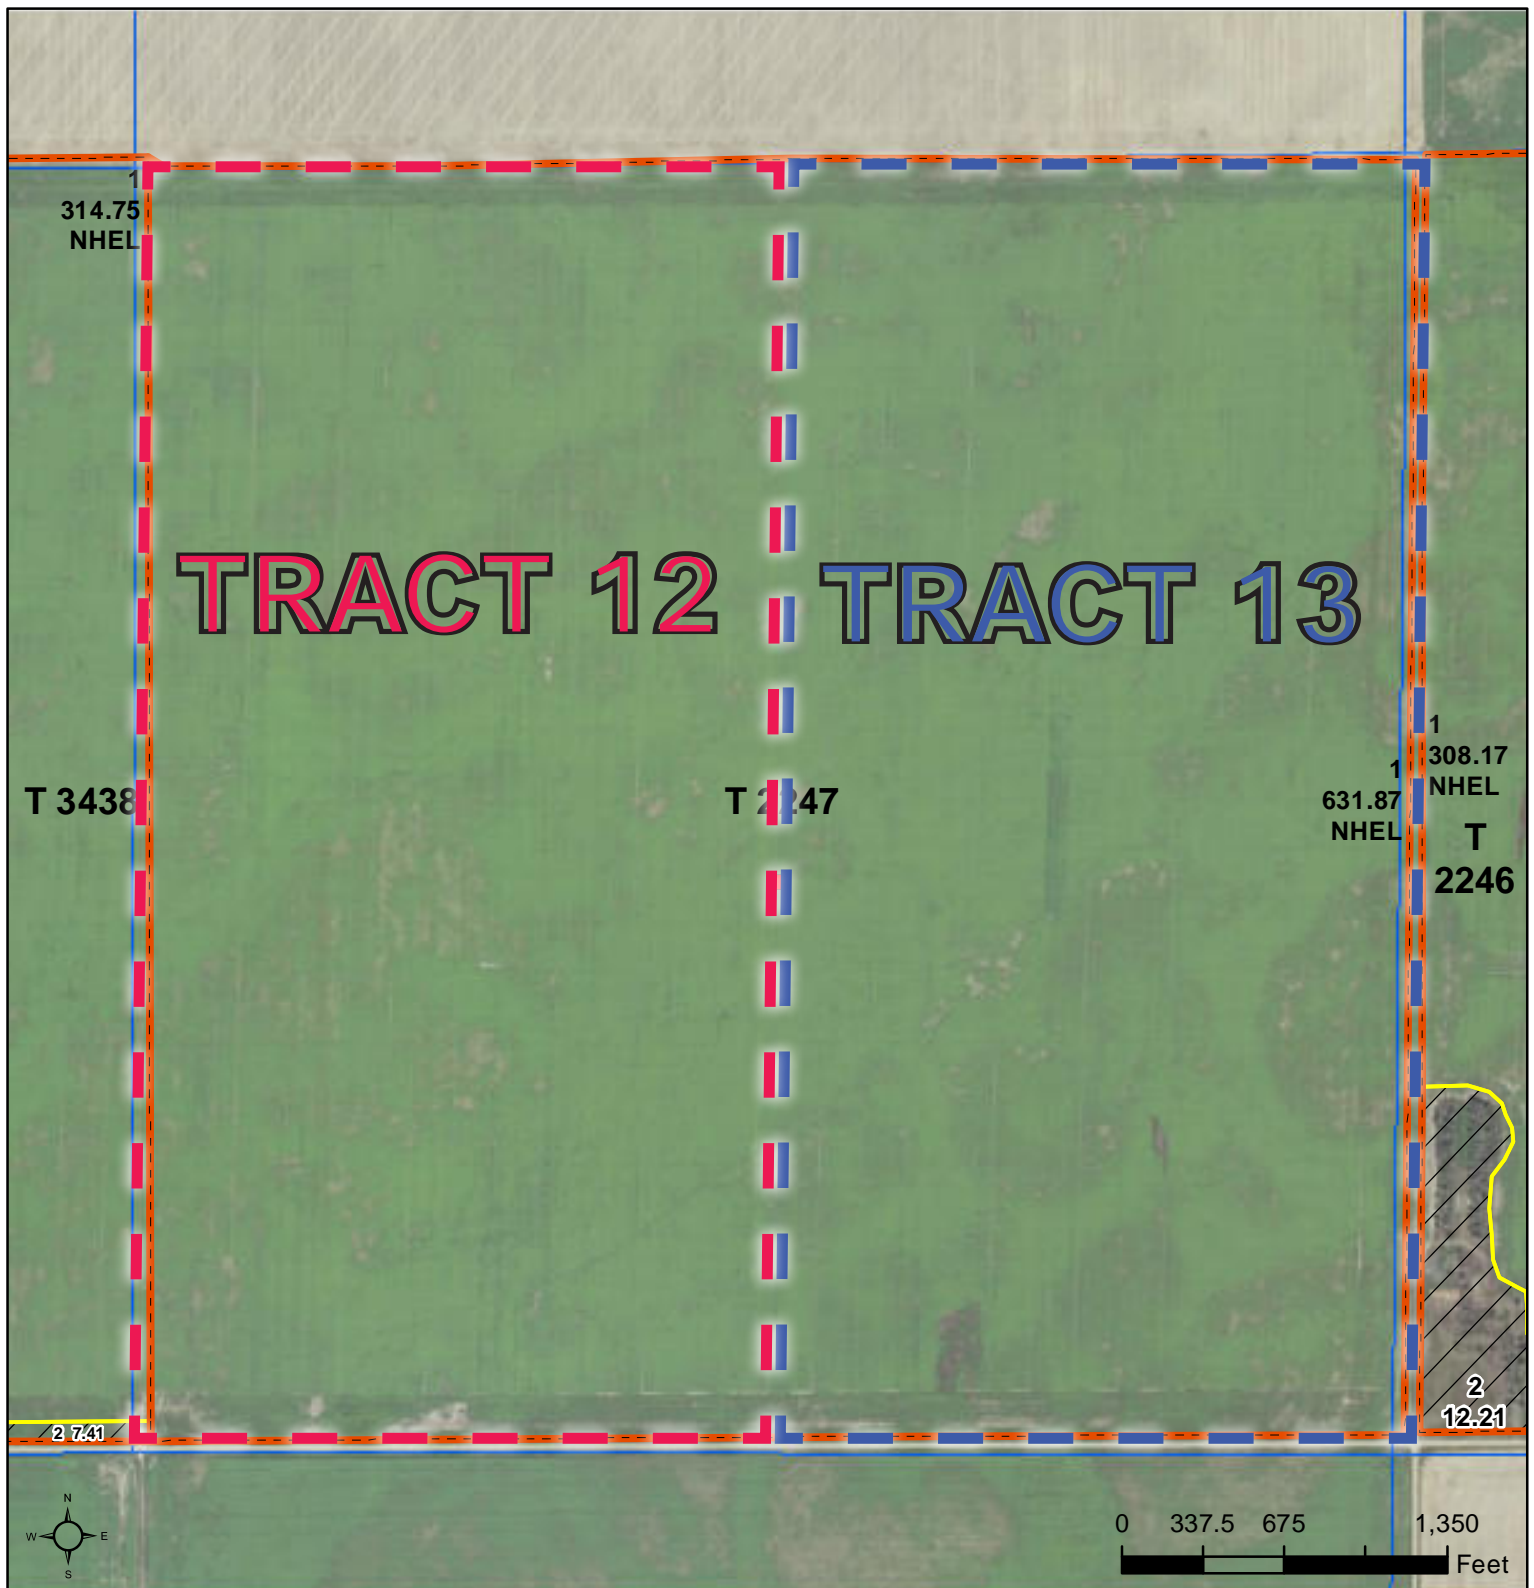 1
314.75
NHEL
TRACT 12
TRACT 13
T 3438
T 2247
1
631.87
NHEL
1
308.17
NHEL
T
2246
2 7.41
2
12.21
N
W E
S
0 337.5 675 1,350
Feet